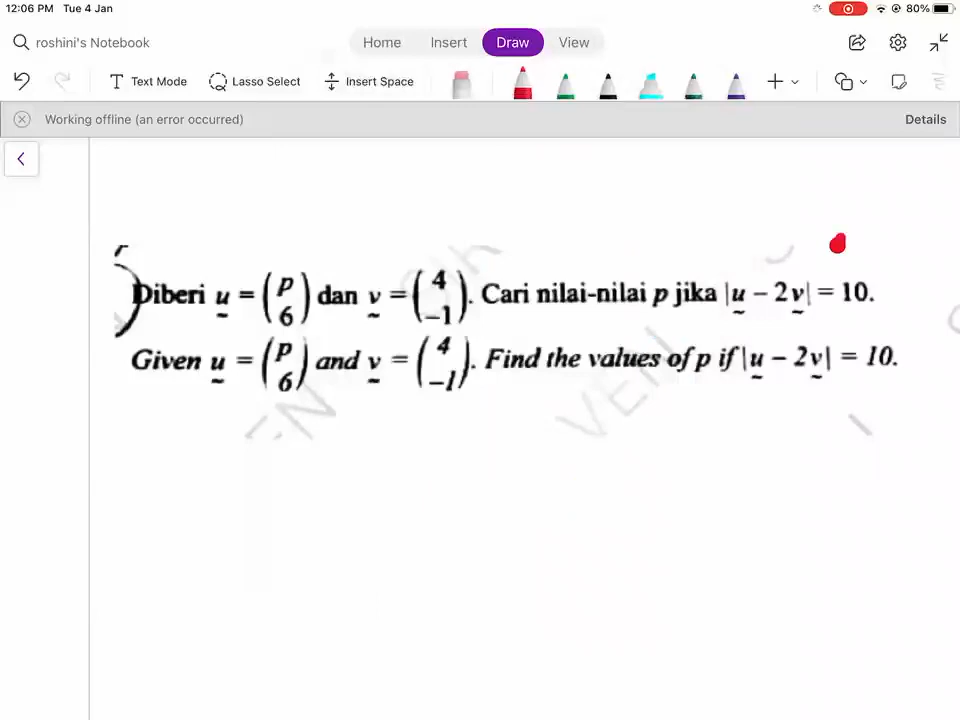 12:06 PM Tue 4 Jan 80%
roshini's Notebook Home Insert Draw View
Text Mode Lasso Select Insert Space
Working offline (an error occurred) Details
Diberi u = (p 6) dan v = (4 −1). Cari nilai-nilai p jika |u − 2v| = 10.
Given u = (p 6) and v = (4 −1). Find the values of p if |u − 2v| = 10.